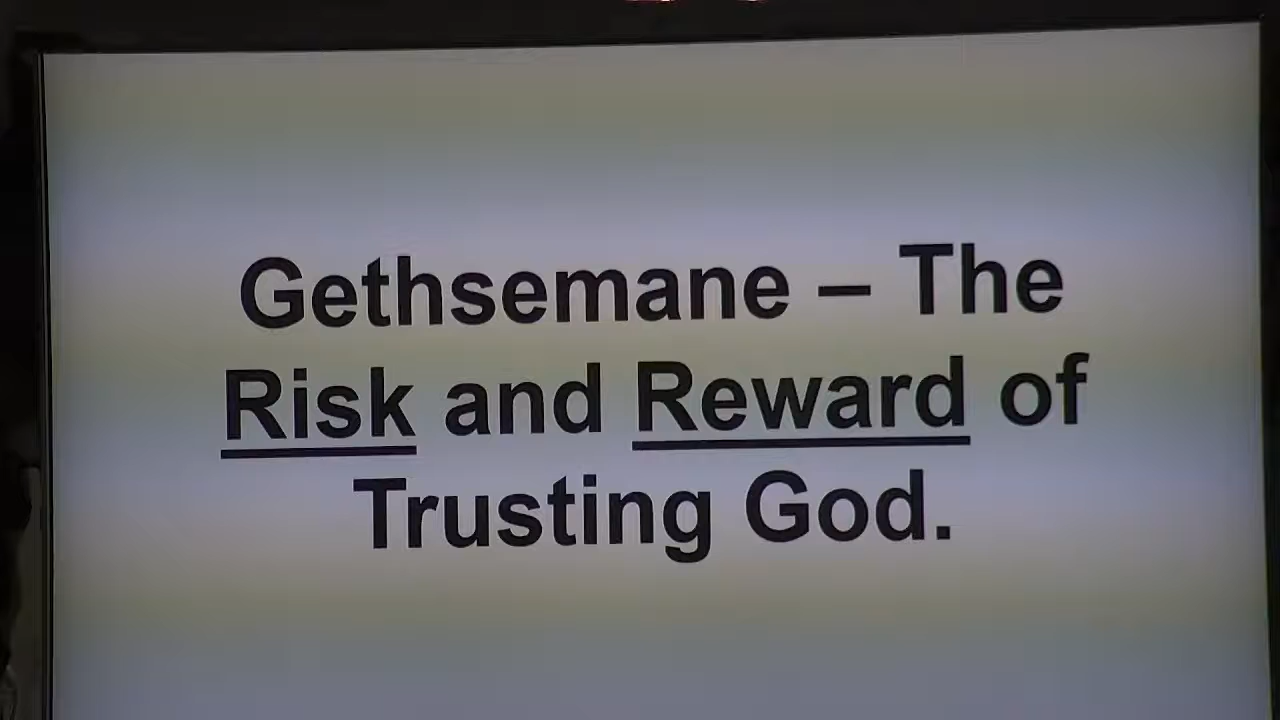 Gethsemane – The
Risk and Reward of
Trusting God.